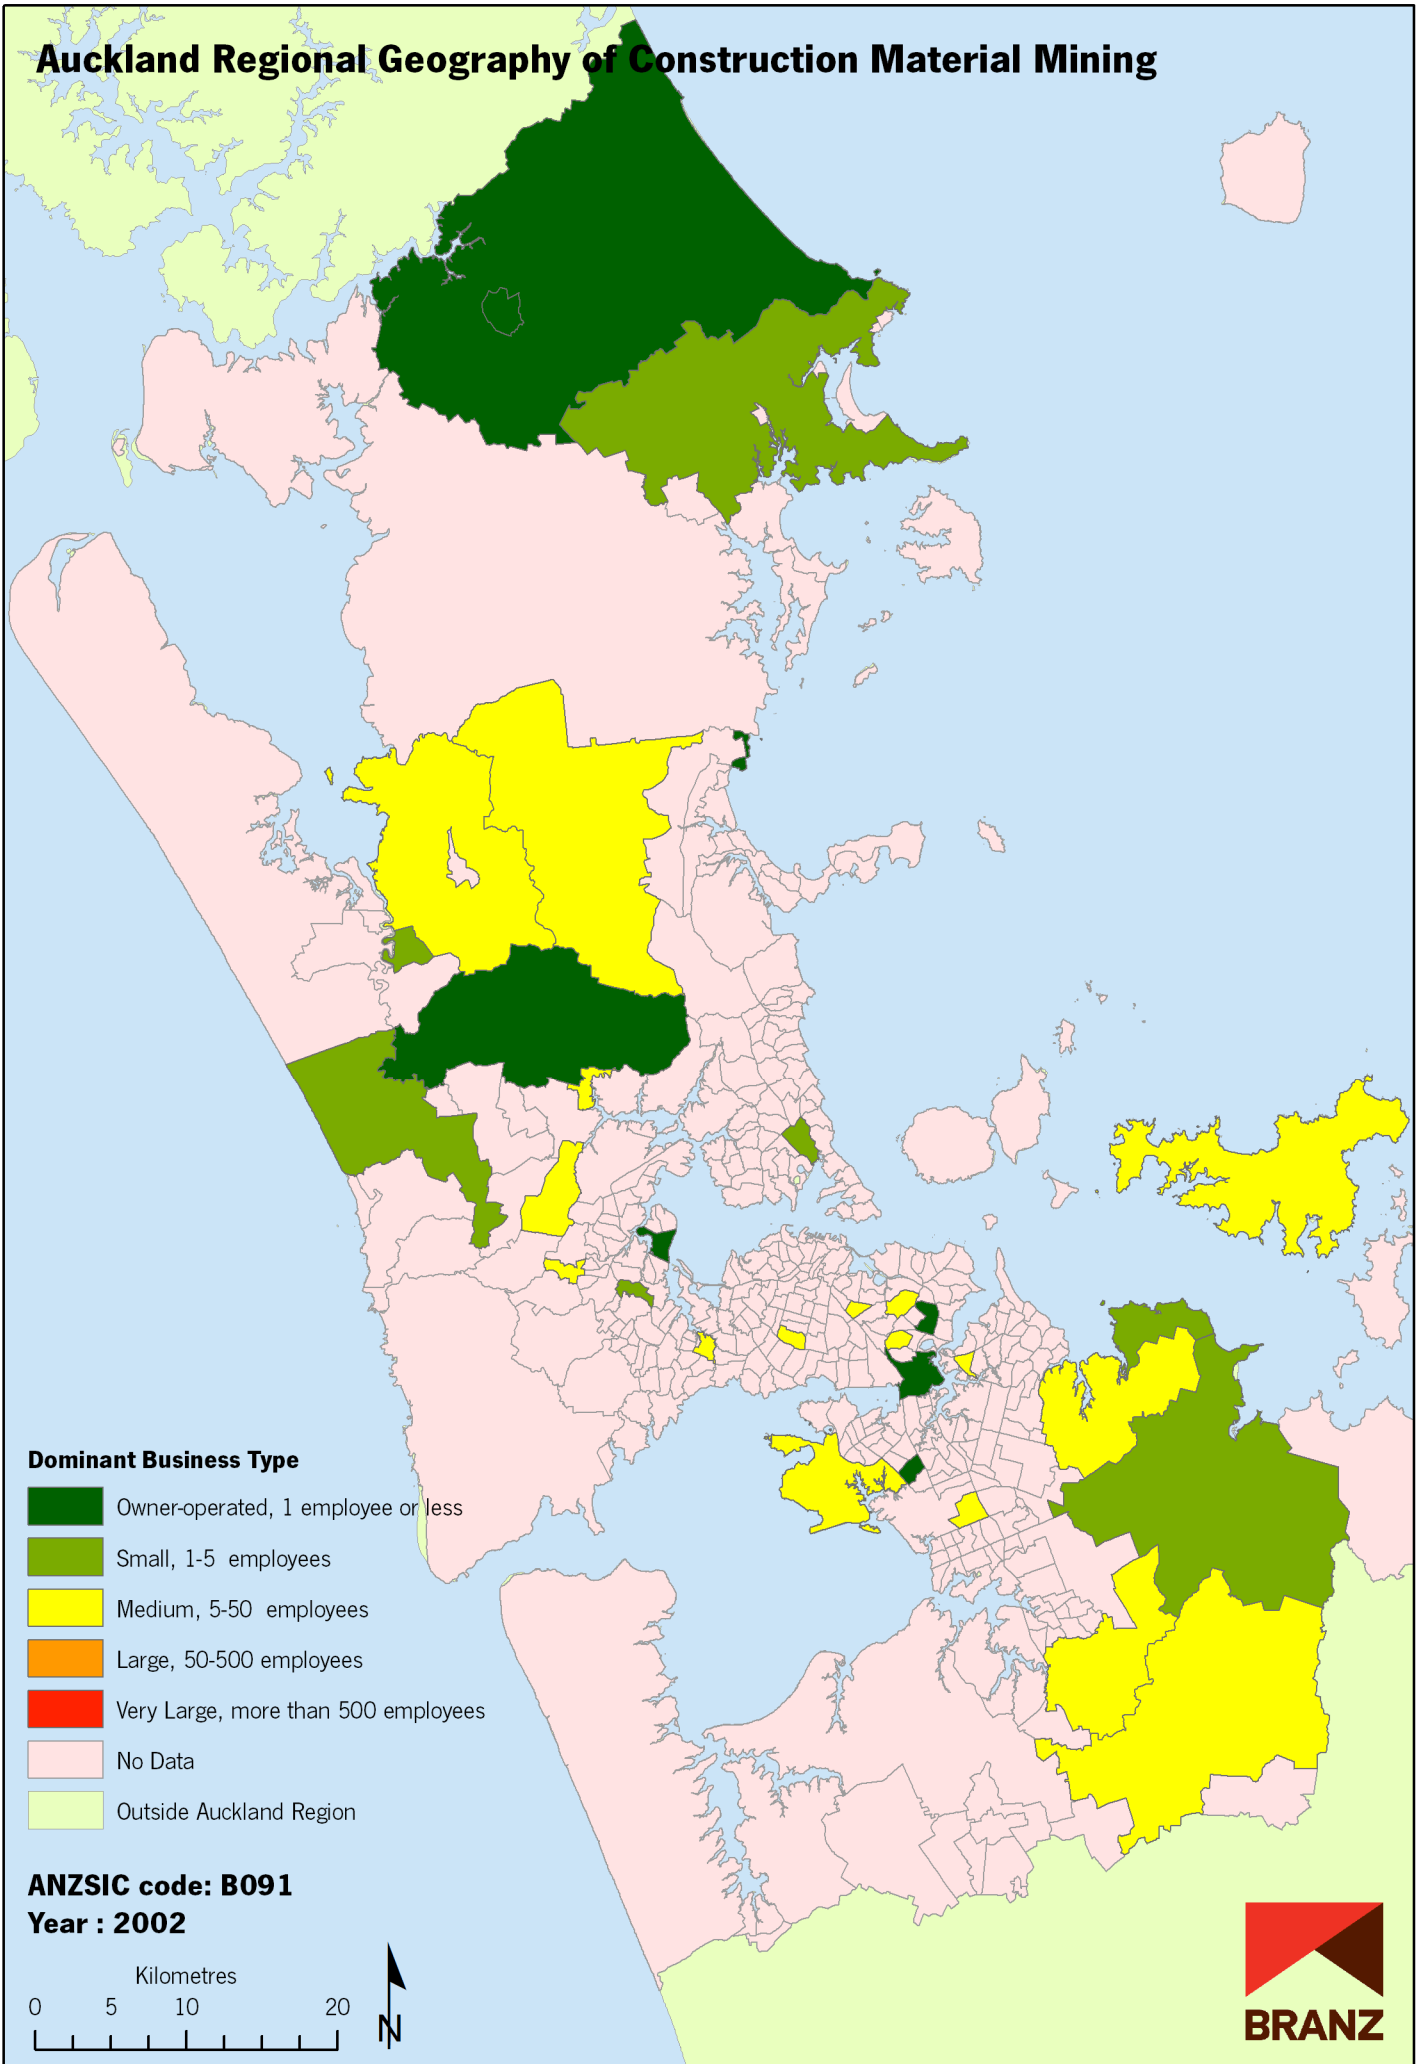 Auckland Regional Geography of Construction Material Mining
Dominant Business Type
Owner-operated, 1 employee or less
Small, 1-5 employees
Medium, 5-50 employees
Large, 50-500 employees
Very Large, more than 500 employees
No Data
Outside Auckland Region
ANZSIC code: B091
Year : 2002
Kilometres
0 5 10 20
N
BRANZ